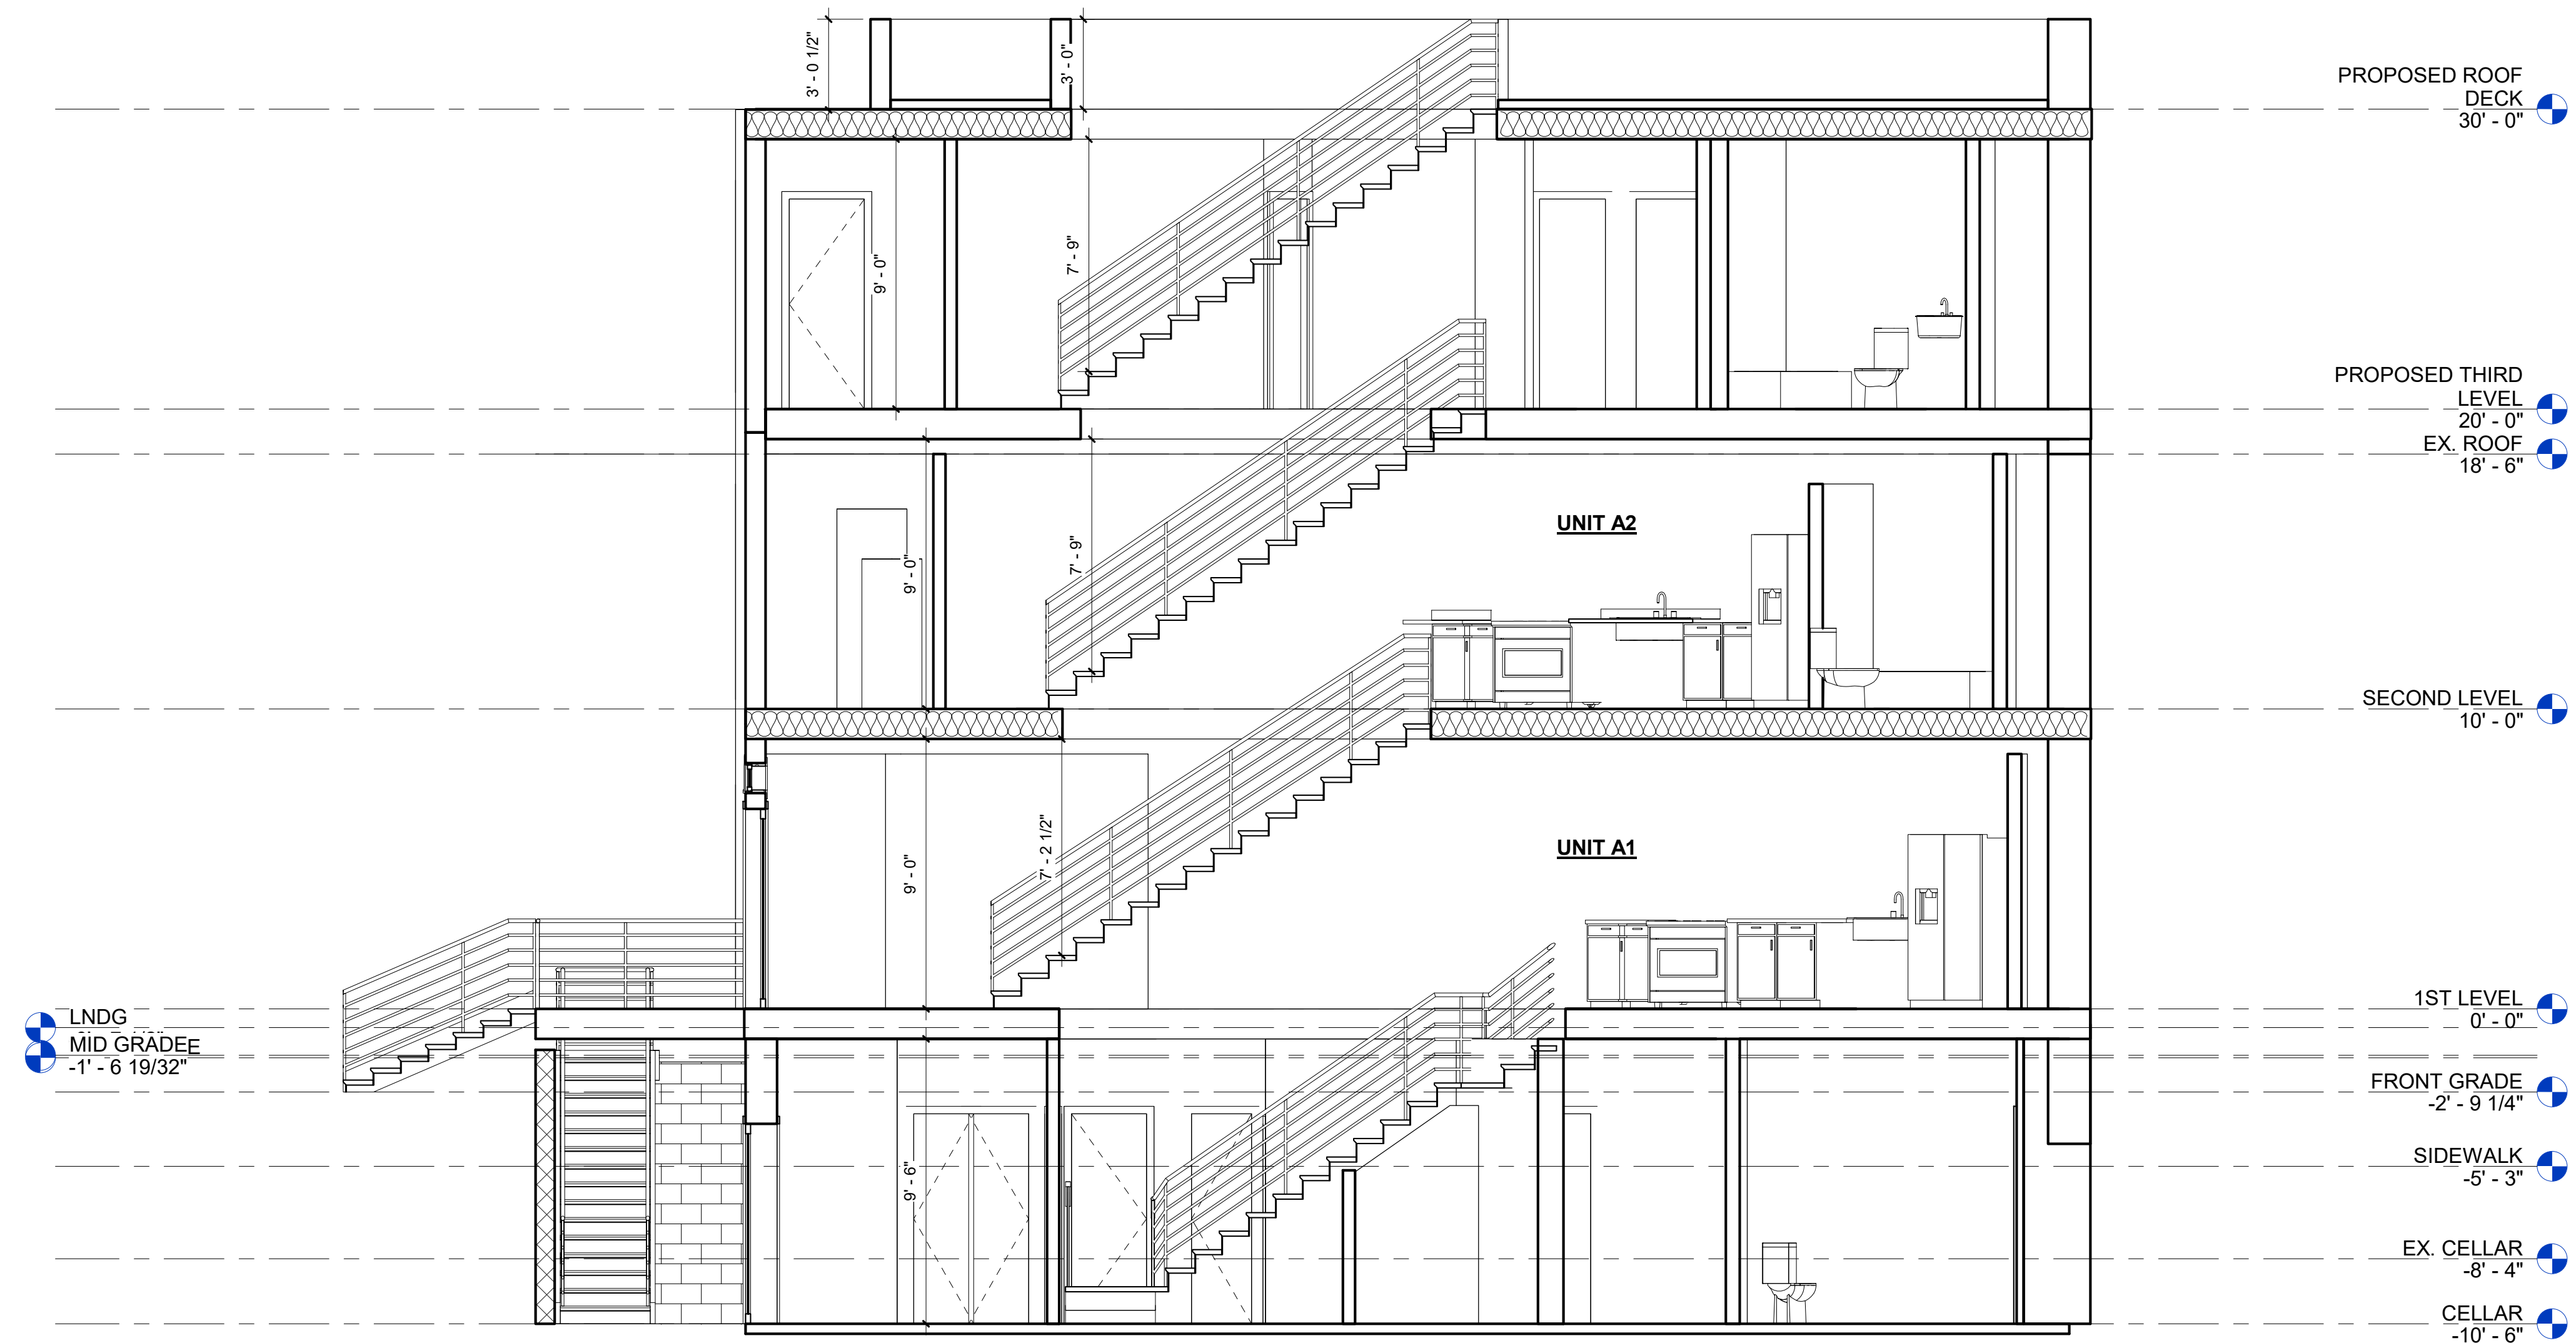 3' - 0 1/2"
3' - 0"
PROPOSED ROOF
DECK
30' - 0"
9' - 0"
7' - 9"
PROPOSED THIRD
LEVEL
20' - 0"
EX. ROOF
18' - 6"
UNIT A2
9' - 0"
7' - 9"
SECOND LEVEL
10' - 0"
UNIT A1
9' - 0"
7' - 2 1/2"
1ST LEVEL
0' - 0"
LNDG
MID GRADE
-1' - 6 19/32"
FRONT GRADE
-2' - 9 1/4"
SIDEWALK
-5' - 3"
9' - 6"
EX. CELLAR
-8' - 4"
CELLAR
-10' - 6"